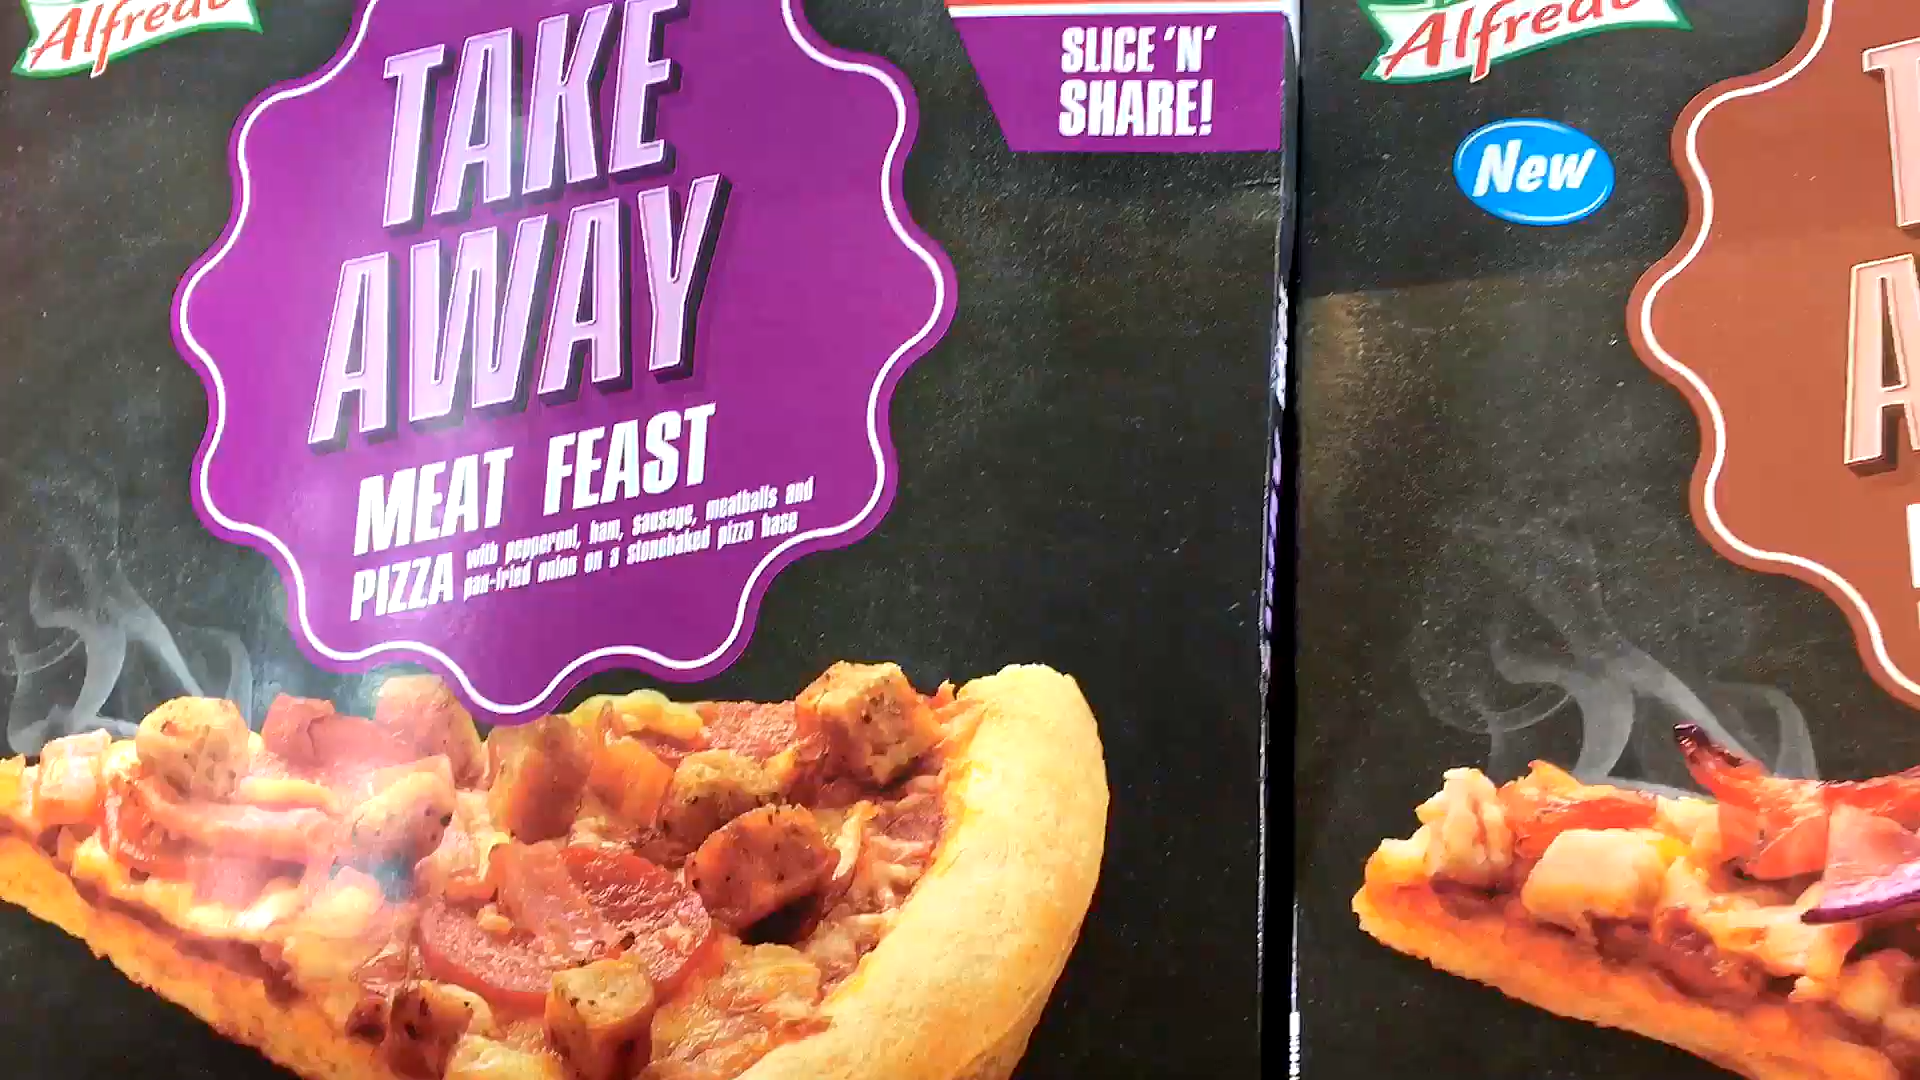 Alfredo
TAKE
AWAY
MEAT FEAST
PIZZA with pepperoni, ham, sausage, meatballs and
pan-fried onion on a stonebaked pizza base
SLICE 'N'
SHARE!
Alfredo
New